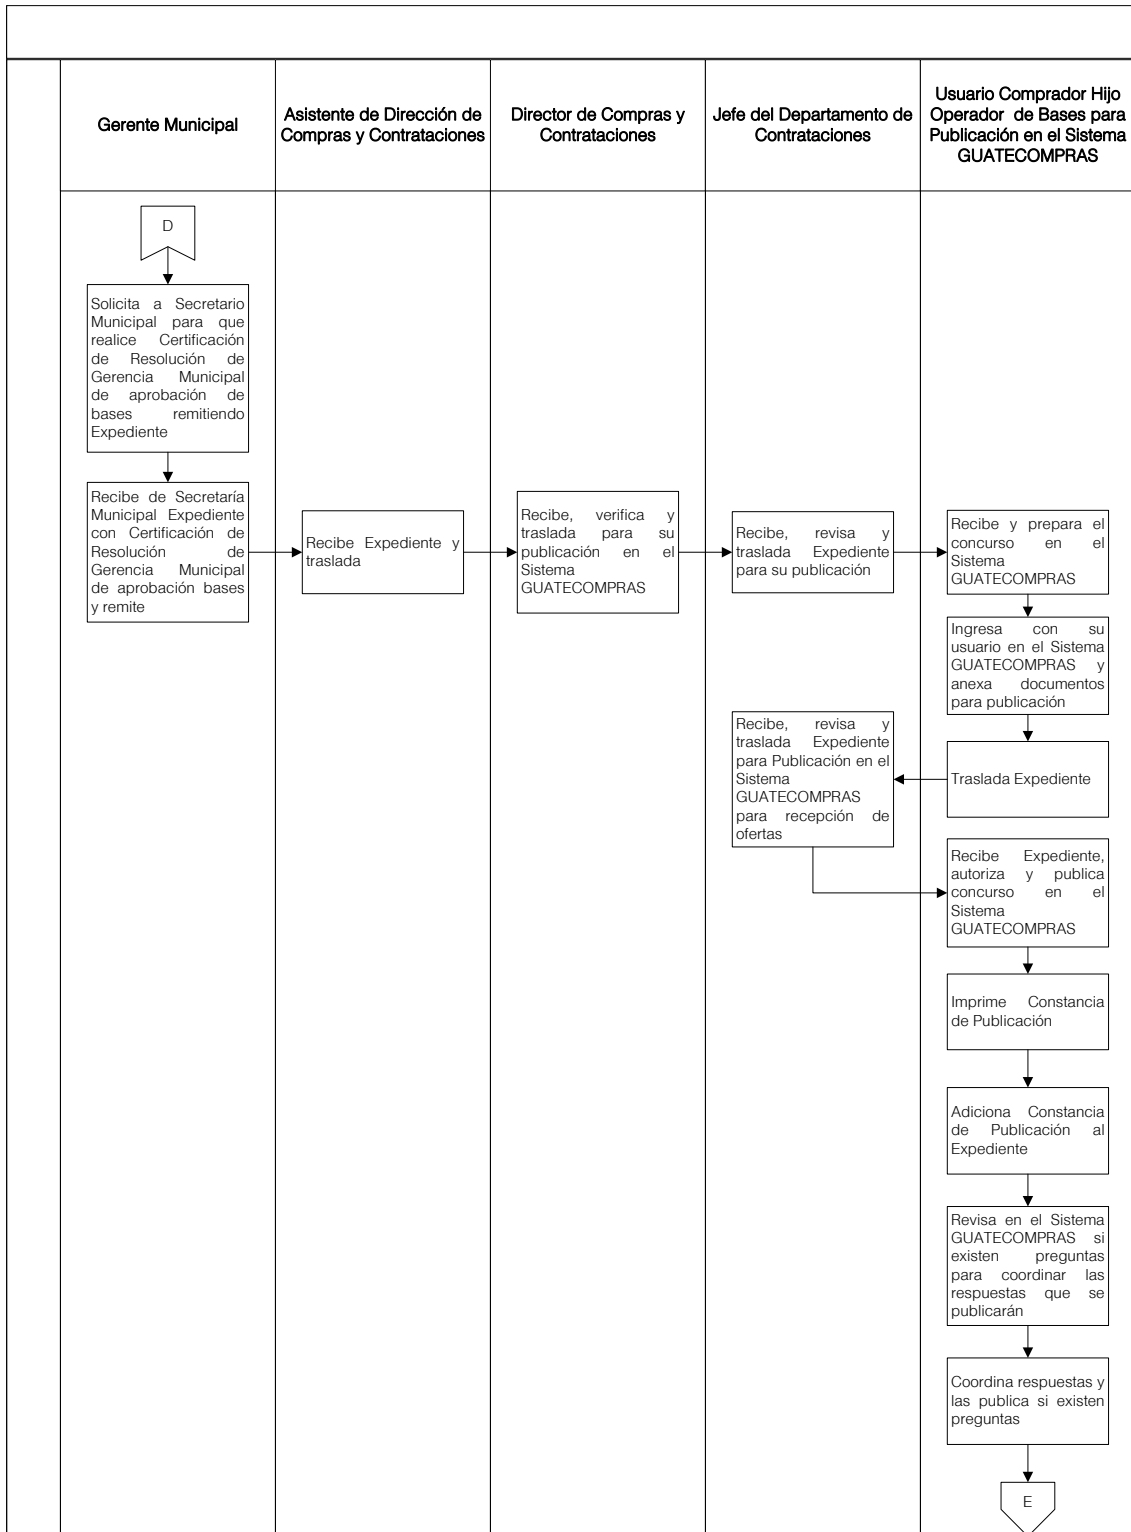 Gerente Municipal
Asistente de Dirección de
Compras y Contrataciones
Director de Compras y
Contrataciones
Jefe del Departamento de
Contrataciones
Usuario Comprador Hijo
Operador de Bases para
Publicación en el Sistema
GUATECOMPRAS
D
Solicita a Secretario
Municipal para que
realice Certificación
de Resolución de
Gerencia Municipal
de aprobación de
bases remitiendo
Expediente
Recibe de Secretaría
Municipal Expediente
con Certificación de
Resolución de
Gerencia Municipal
de aprobación bases
y remite
Recibe Expediente y
traslada
Recibe, verifica y
traslada para su
publicación en el
Sistema
GUATECOMPRAS
Recibe, revisa y
traslada Expediente
para su publicación
Recibe y prepara el
concurso en el
Sistema
GUATECOMPRAS
Ingresa con su
usuario en el Sistema
GUATECOMPRAS y
anexa documentos
para publicación
Traslada Expediente
Recibe, revisa y
traslada Expediente
para Publicación en el
Sistema
GUATECOMPRAS
para recepción de
ofertas
Recibe Expediente,
autoriza y publica
concurso en el
Sistema
GUATECOMPRAS
Imprime Constancia
de Publicación
Adiciona Constancia
de Publicación al
Expediente
Revisa en el Sistema
GUATECOMPRAS si
existen preguntas
para coordinar las
respuestas que se
publicarán
Coordina respuestas y
las publica si existen
preguntas
E